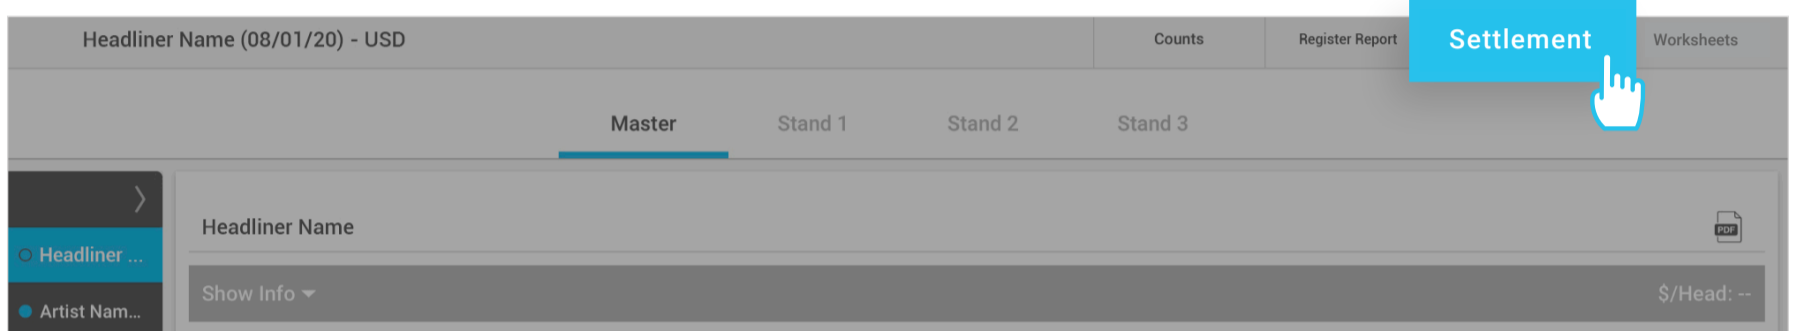 Headliner Name (08/01/20) - USD
Counts
Register Report
Settlement
Worksheets
Master
Stand 1
Stand 2
Stand 3
Headliner Name
PDF
Headliner ...
Show Info
$/Head: --
Artist Nam...